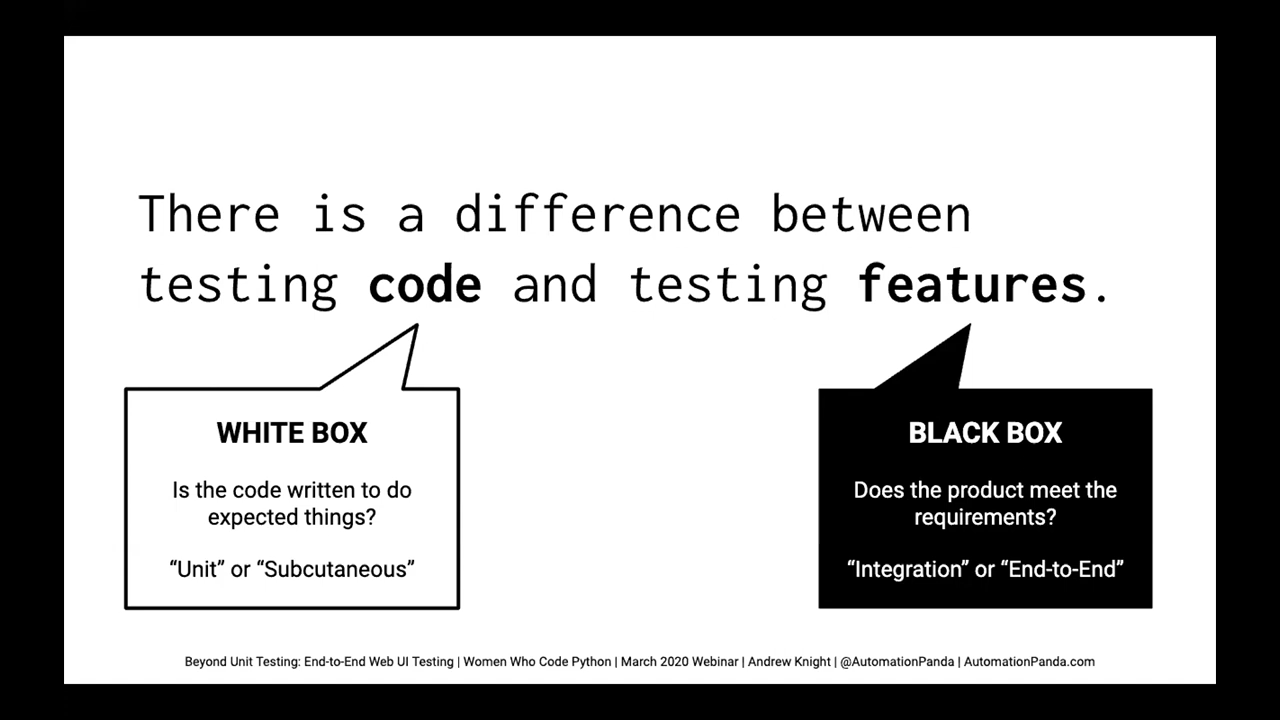 There is a difference between
testing code and testing features.
WHITE BOX
Is the code written to do
expected things?
“Unit” or “Subcutaneous”
BLACK BOX
Does the product meet the
requirements?
“Integration” or “End-to-End”
Beyond Unit Testing: End-to-End Web UI Testing | Women Who Code Python | March 2020 Webinar | Andrew Knight | @AutomationPanda | AutomationPanda.com